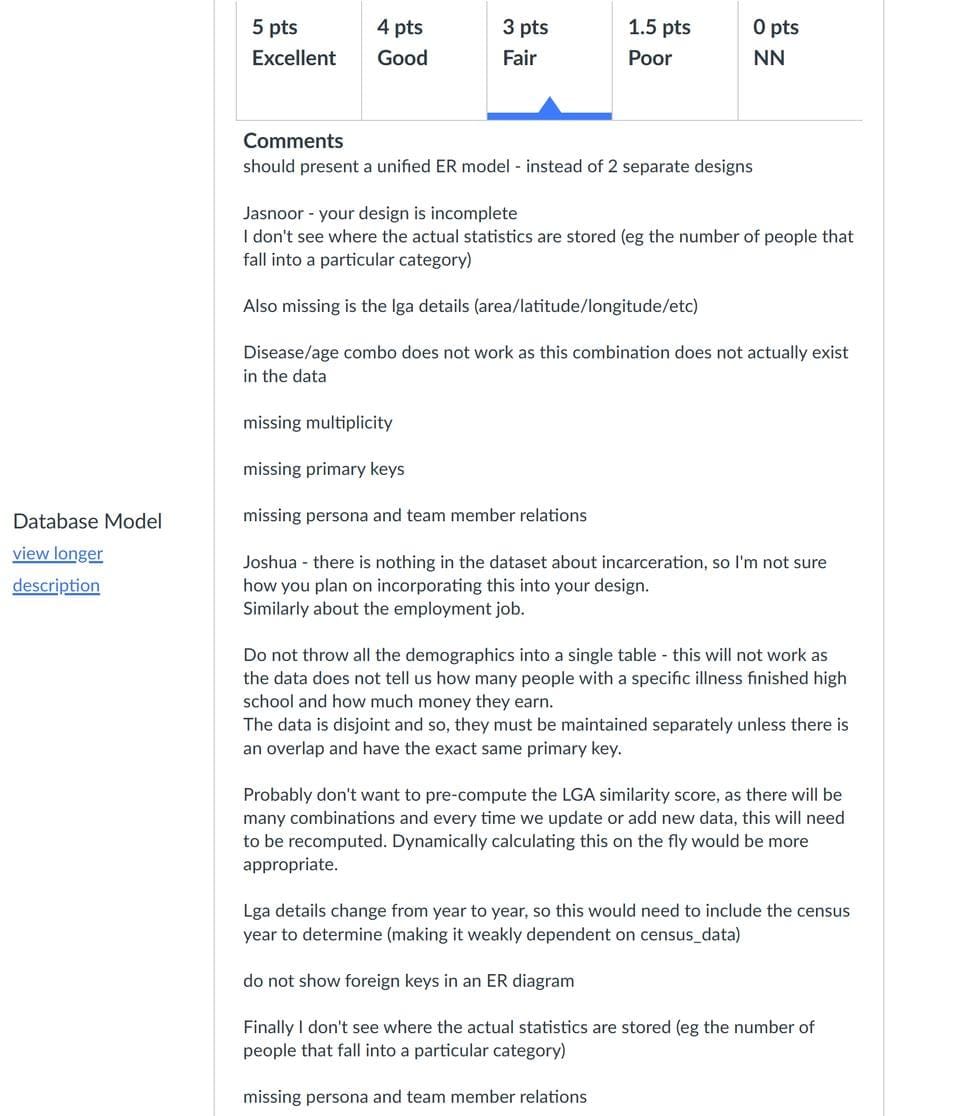 5 pts 4 pts 3 pts 1.5 pts 0 pts
Excellent Good Fair Poor NN
Comments
should present a unified ER model - instead of 2 separate designs
Jasnoor - your design is incomplete
I don't see where the actual statistics are stored (eg the number of people that
fall into a particular category)
Also missing is the lga details (area/latitude/longitude/etc)
Disease/age combo does not work as this combination does not actually exist
in the data
missing multiplicity
missing primary keys
missing persona and team member relations
Database Model
view longer
description
Joshua - there is nothing in the dataset about incarceration, so I'm not sure
how you plan on incorporating this into your design.
Similarly about the employment job.
Do not throw all the demographics into a single table - this will not work as
the data does not tell us how many people with a specific illness finished high
school and how much money they earn.
The data is disjoint and so, they must be maintained separately unless there is
an overlap and have the exact same primary key.
Probably don't want to pre-compute the LGA similarity score, as there will be
many combinations and every time we update or add new data, this will need
to be recomputed. Dynamically calculating this on the fly would be more
appropriate.
Lga details change from year to year, so this would need to include the census
year to determine (making it weakly dependent on census_data)
do not show foreign keys in an ER diagram
Finally I don't see where the actual statistics are stored (eg the number of
people that fall into a particular category)
missing persona and team member relations